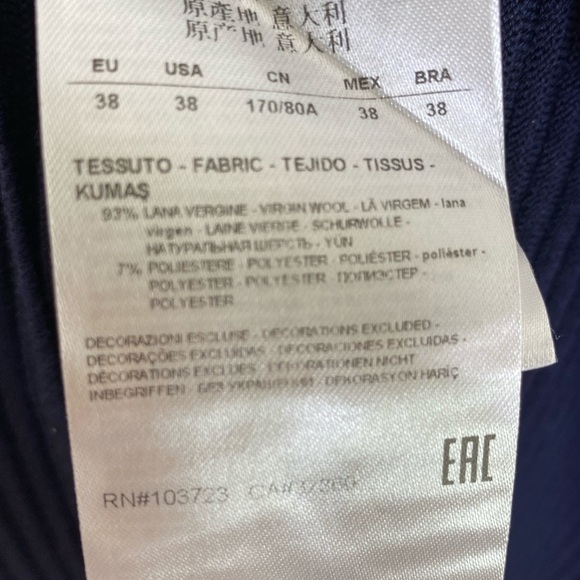 原產地 意大利
原产地 意大利
EU USA CN MEX BRA
38 38 170/80A 38 38
TESSUTO - FABRIC - TEJIDO - TISSUS -
KUMAŞ
93% LANA VERGINE - VIRGIN WOOL - LÃ VIRGEM - lana
virgen - LAINE VIERGE - SCHURWOLLE -
НАТУРАЛЬНАЯ ШЕРСТЬ - YÜN
7% POLIESTERE - POLYESTER - POLIÉSTER - poliéster -
POLYESTER - POLYESTER - ПОЛИЭСТЕР -
POLYESTER
DECORAZIONI ESCLUSE - DECORATIONS EXCLUDED -
DECORAÇÕES EXCLUIDAS - DECORACIONES EXCLUIDAS -
DÉCORATIONS EXCLUES - DEKORATIONEN NICHT
INBEGRIFFEN - БЕЗ УКРАШЕНИЙ - DEKORASYON HARİÇ
EAC
RN#103723